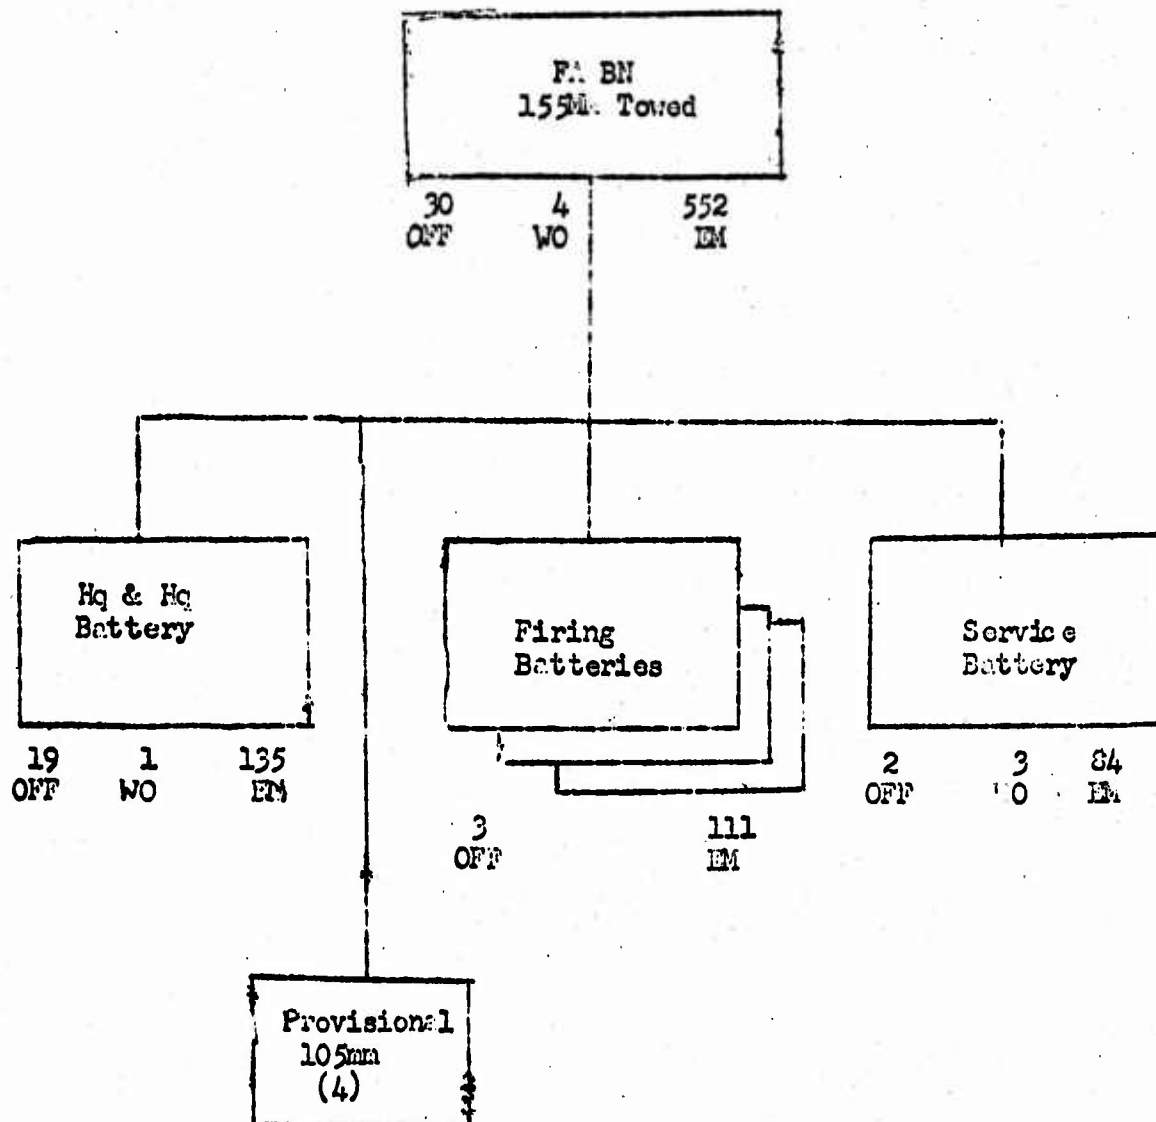 FA BN
155MM Towed
30 4 552
OFF WO EM
Hq & Hq
Battery
19 1 135
OFF WO EM
Firing
Batteries
3 111
OFF EM
Service
Battery
2 3 84
OFF WO EM
Provisional
105mm
(4)